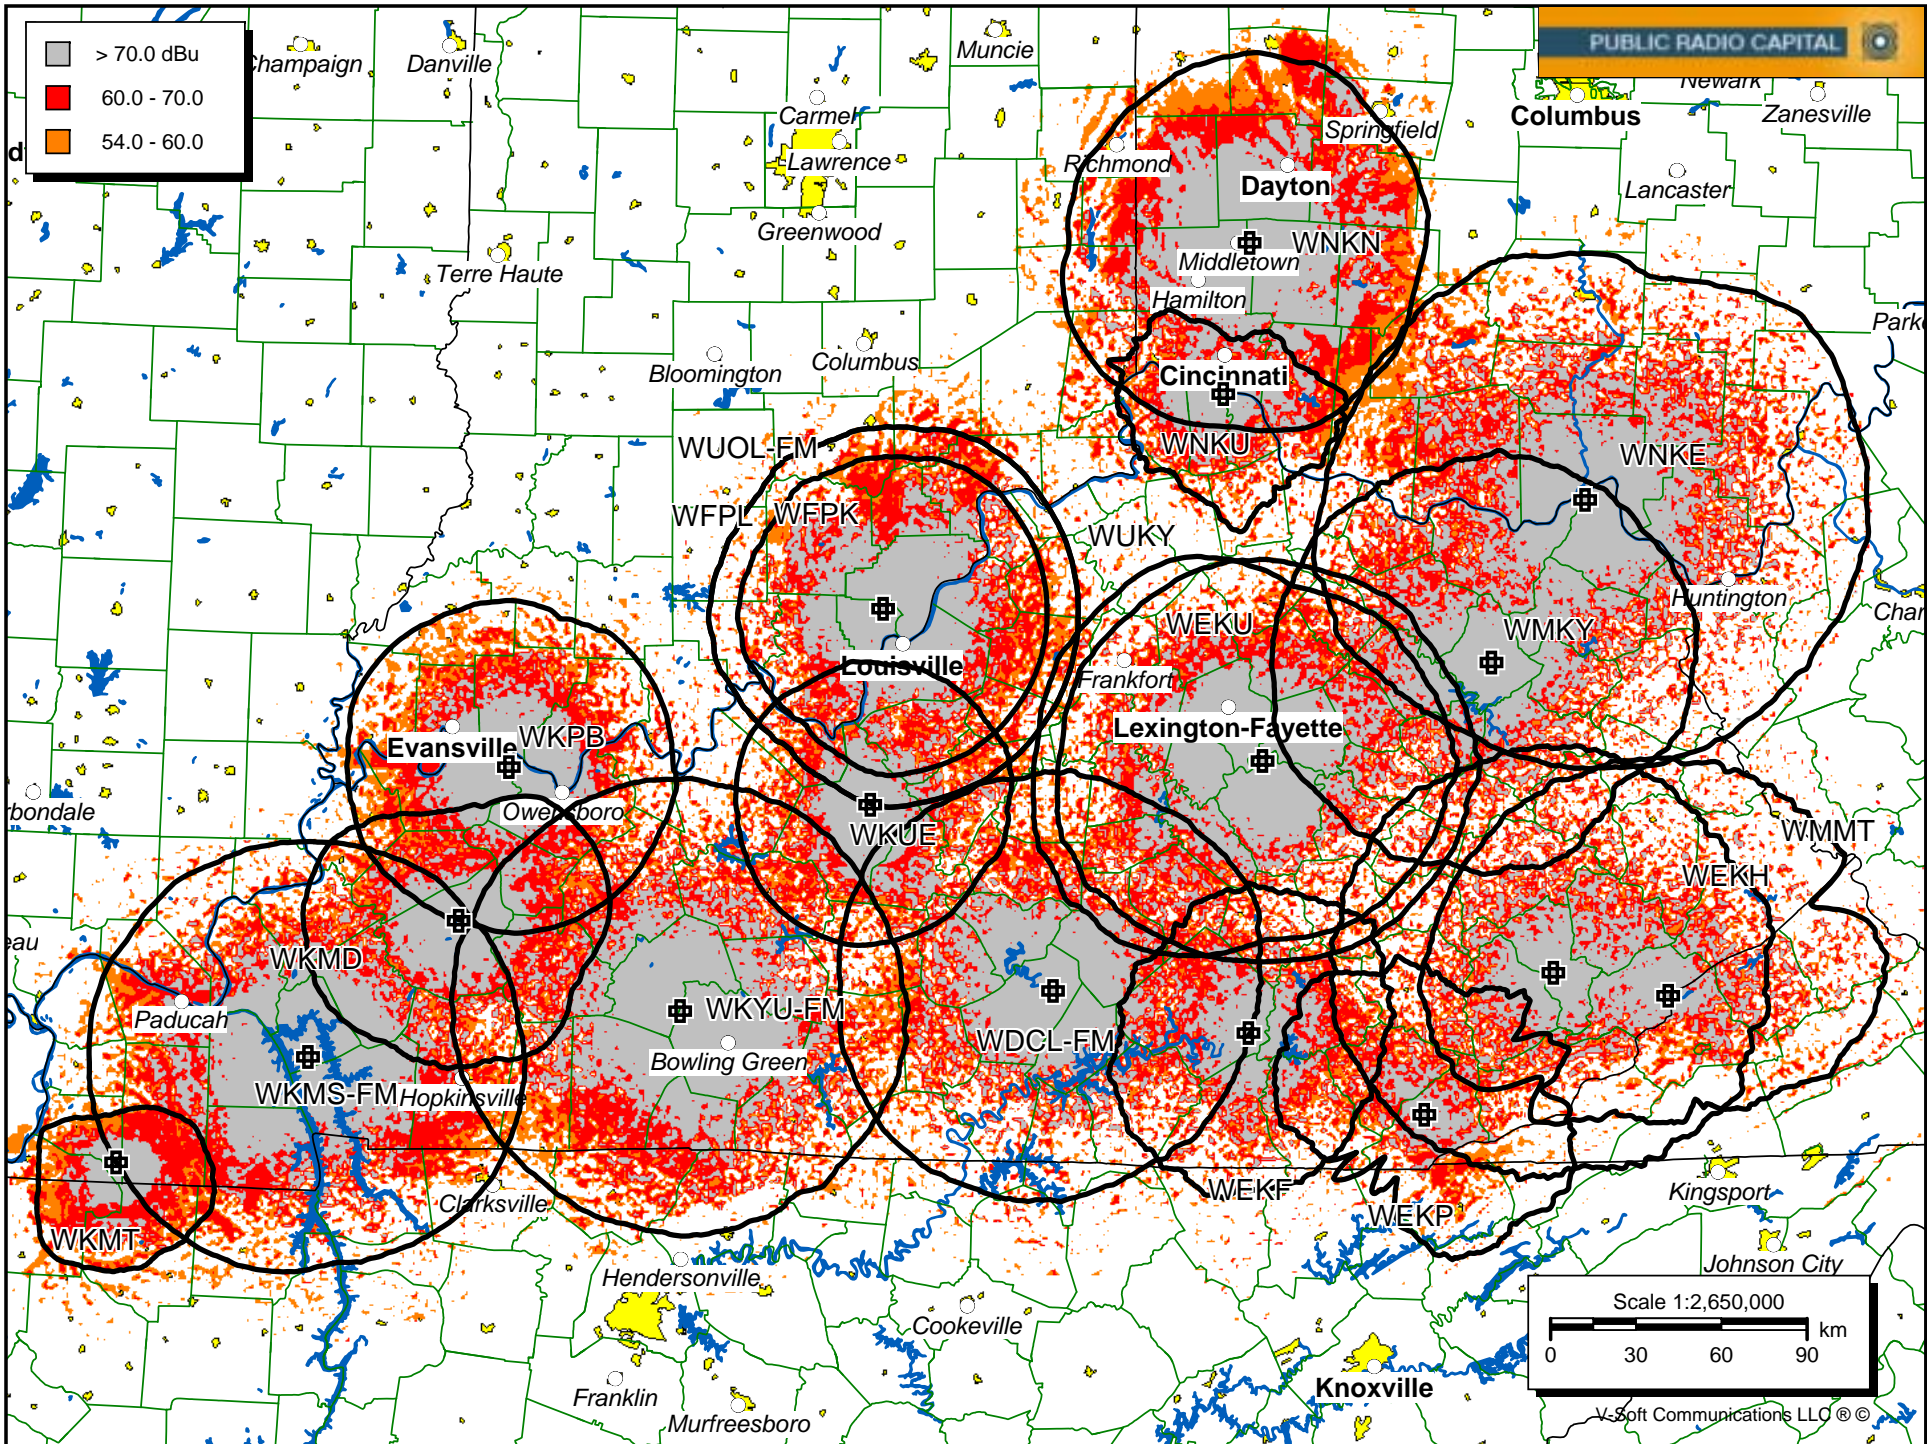 > 70.0 dBu
60.0 - 70.0
54.0 - 60.0
PUBLIC RADIO CAPITAL
Champaign
Danville
Muncie
Newark
Columbus
Zanesville
Carmel
Lawrence
Springfield
Richmond
Dayton
Lancaster
Greenwood
WNKN
Middletown
Terre Haute
Hamilton
Park
Columbus
Bloomington
Cincinnati
WUOL-FM
WNKU
WNKE
WFPL
WFPK
WUKY
Huntington
Char
WEKU
WMKY
Louisville
Frankfort
Lexington-Fayette
Evansville
WKPB
rbondale
Owensboro
WKUE
WMMT
WEKH
eau
WKMD
Paducah
WKYU-FM
WDCL-FM
Bowling Green
WKMS-FM
Hopkinsville
Clarksville
WEKF
Kingsport
WKMT
WEKP
Johnson City
Hendersonville
Cookeville
Scale 1:2,650,000
km
0 30 60 90
Franklin
Knoxville
Murfreesboro
V-Soft Communications LLC ® ©